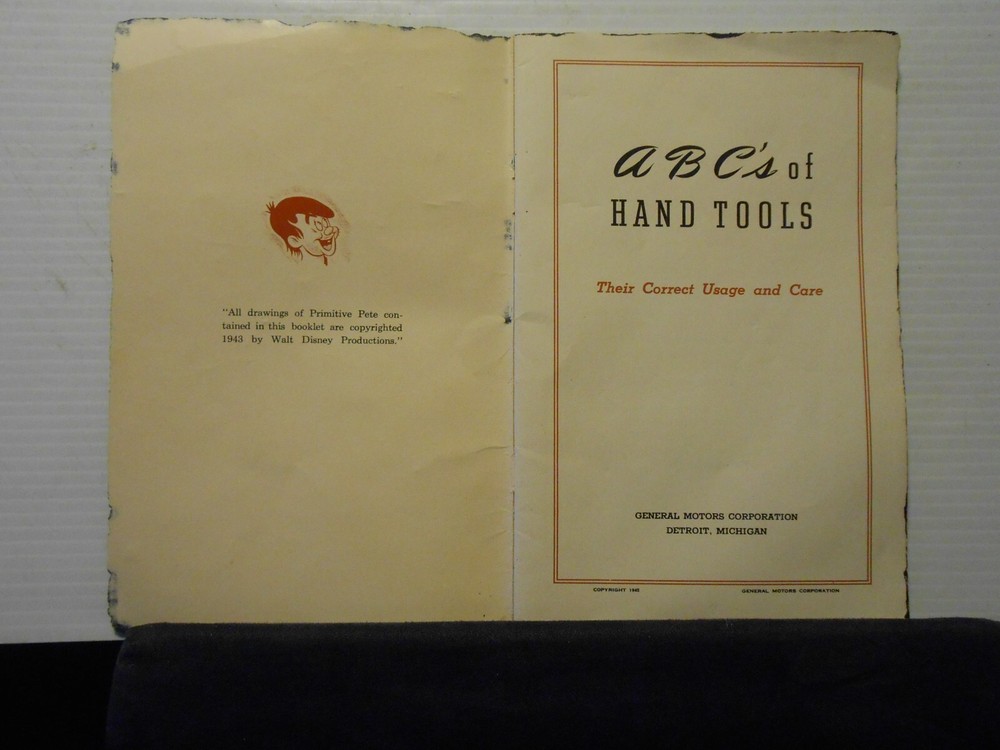 "All drawings of Primitive Pete con-
tained in this booklet are copyrighted
1943 by Walt Disney Productions."
ABC's of
HAND TOOLS
Their Correct Usage and Care
GENERAL MOTORS CORPORATION
DETROIT, MICHIGAN
COPYRIGHT
GENERAL MOTORS CORPORATION